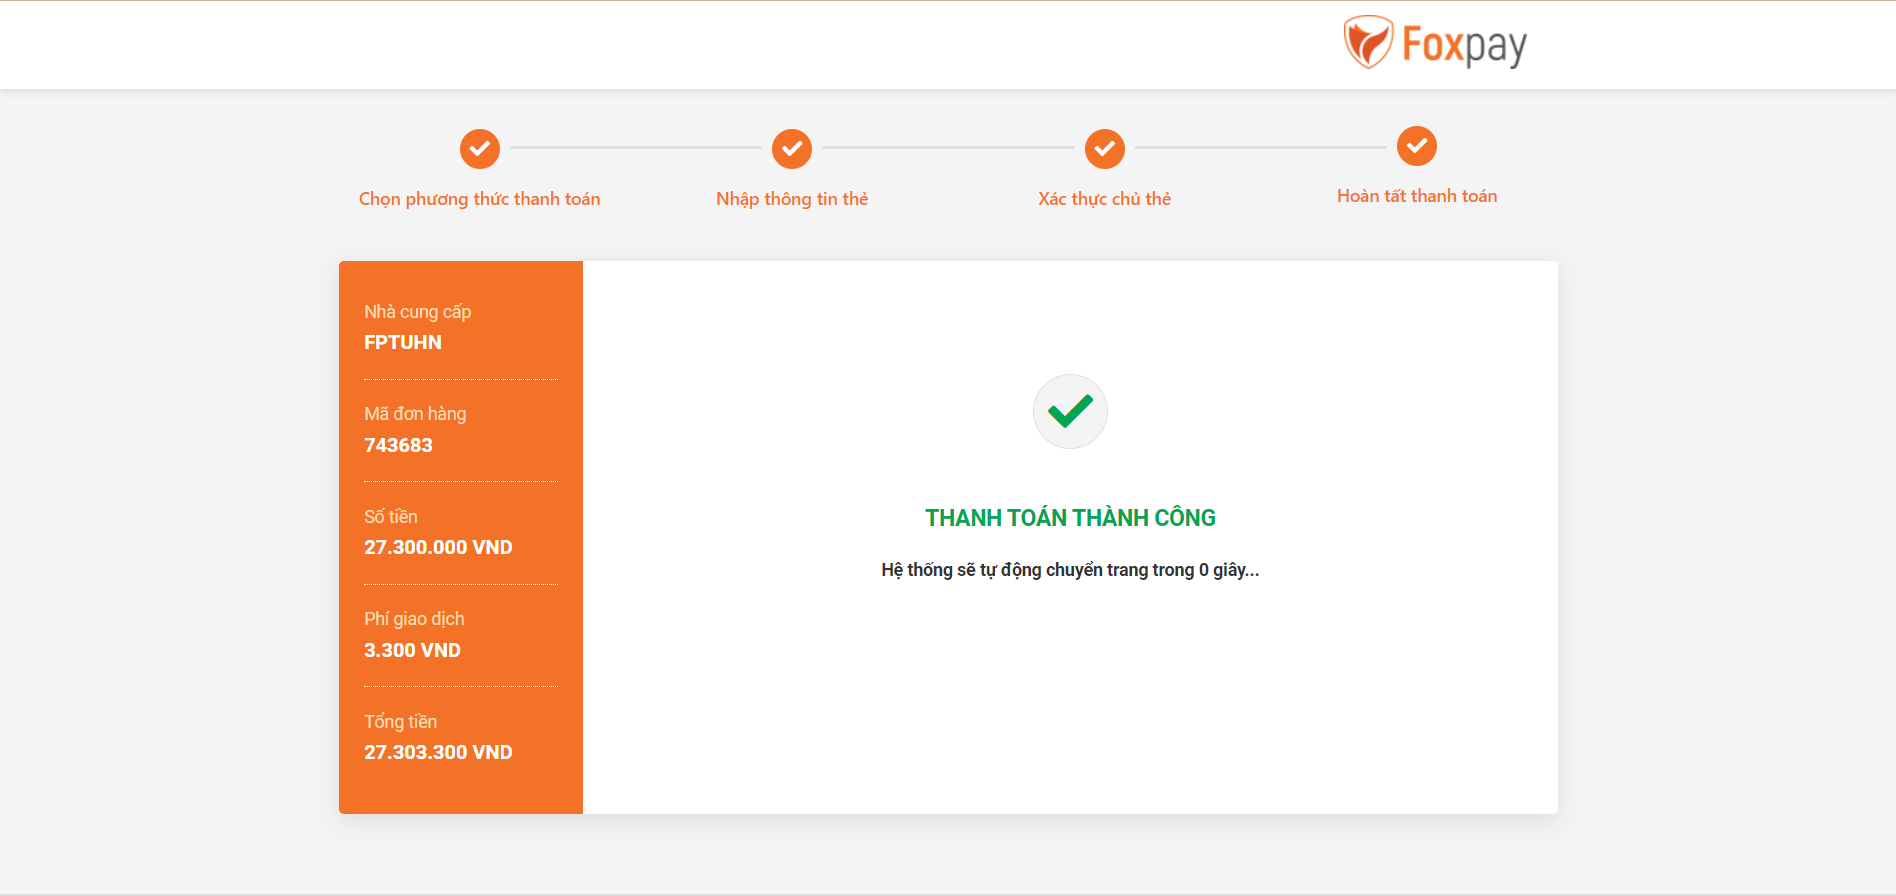 Foxpay
Chọn phương thức thanh toán
Nhập thông tin thẻ
Xác thực chủ thẻ
Hoàn tất thanh toán
Nhà cung cấp
FPTUHN
Mã đơn hàng
743683
Số tiền
27.300.000 VND
Phí giao dịch
3.300 VND
Tổng tiền
27.303.300 VND
THANH TOÁN THÀNH CÔNG
Hệ thống sẽ tự động chuyển trang trong 0 giây...